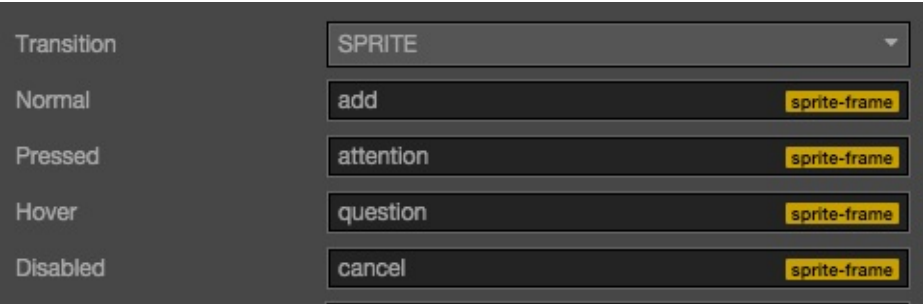 Transition SPRITE
Normal add sprite-frame
Pressed attention sprite-frame
Hover question sprite-frame
Disabled cancel sprite-frame